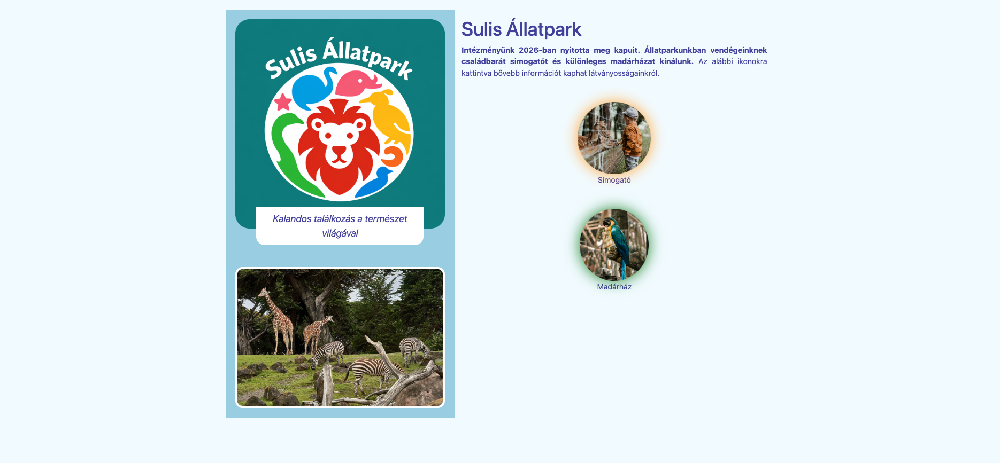 Sulis Állatpark
Kalandos találkozás a természet
világával
Sulis Állatpark
Intézményünk 2026-ban nyitotta meg kapuit. Állatparkunkban vendégeinknek
családbarát simogatót és különleges madárházat kínálunk. Az alábbi ikonokra
kattintva bővebb információt kaphat látványosságainkról.
Simogató
Madárház